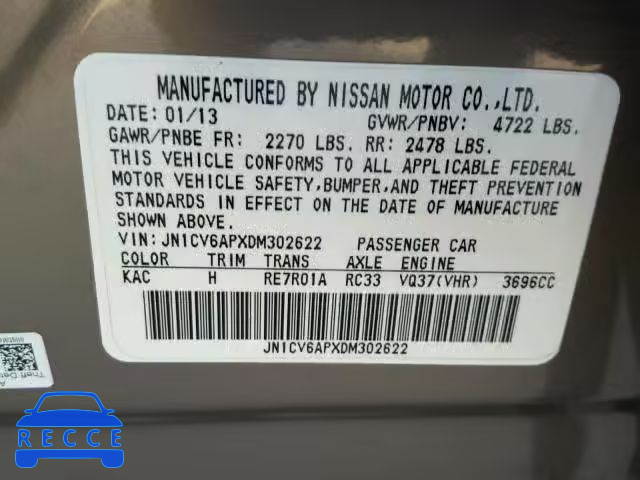 MANUFACTURED BY NISSAN MOTOR CO.,LTD.
DATE: 01/13 GVWR/PNBV: 4722 LBS.
GAWR/PNBE FR: 2270 LBS. RR: 2478 LBS.
THIS VEHICLE CONFORMS TO ALL APPLICABLE FEDERAL
MOTOR VEHICLE SAFETY,BUMPER,AND THEFT PREVENTION
STANDARDS IN EFFECT ON THE DATE OF MANUFACTURE
SHOWN ABOVE.
VIN: JN1CV6APXDM302622 PASSENGER CAR
COLOR TRIM TRANS AXLE ENGINE
KAC H RE7R01A RC33 VQ37(VHR) 3696CC
JN1CV6APXDM302622
Theft Deter
RECCE